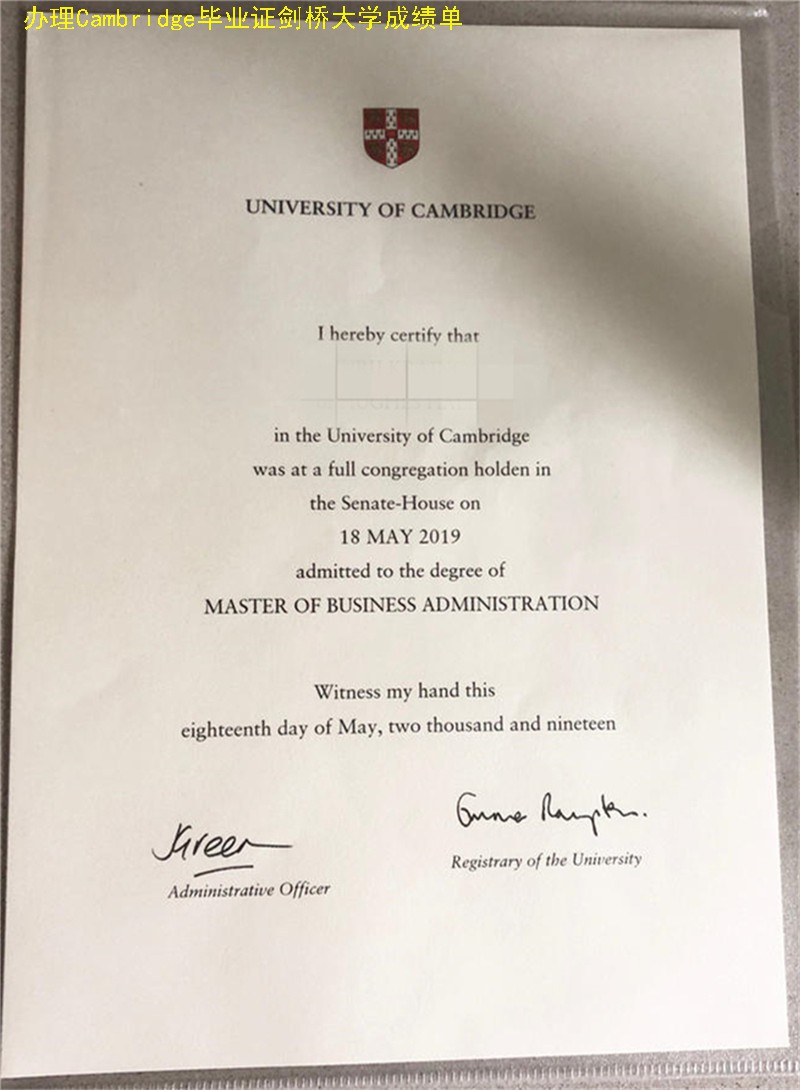 办理Cambridge毕业证剑桥大学成绩单
UNIVERSITY OF CAMBRIDGE
I hereby certify that
in the University of Cambridge
was at a full congregation holden in
the Senate-House on
18 MAY 2019
admitted to the degree of
MASTER OF BUSINESS ADMINISTRATION
Witness my hand this
eighteenth day of May, two thousand and nineteen
Administrative Officer
Registrary of the University